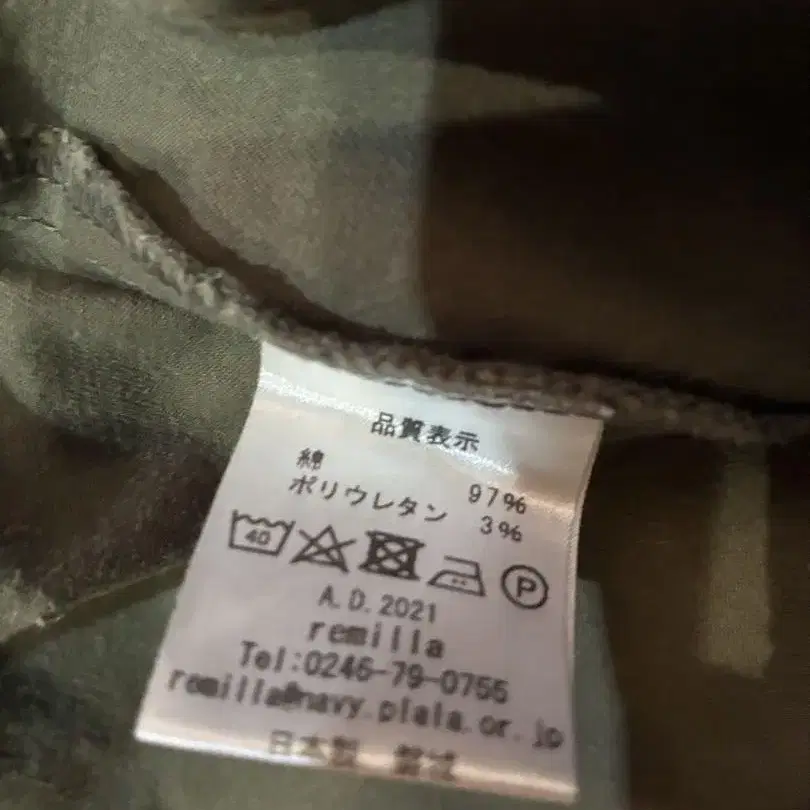 品質表示
綿 97%
ポリウレタン 3%
40 P
A.D.2021
remilla
Tel:0246-79-0755
remilla@navy.plala.or.jp
日本製